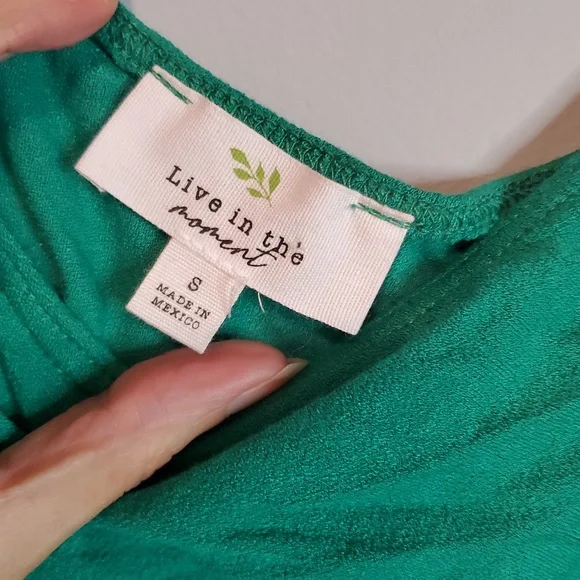 Live in the
moment
S
MADE IN
MEXICO